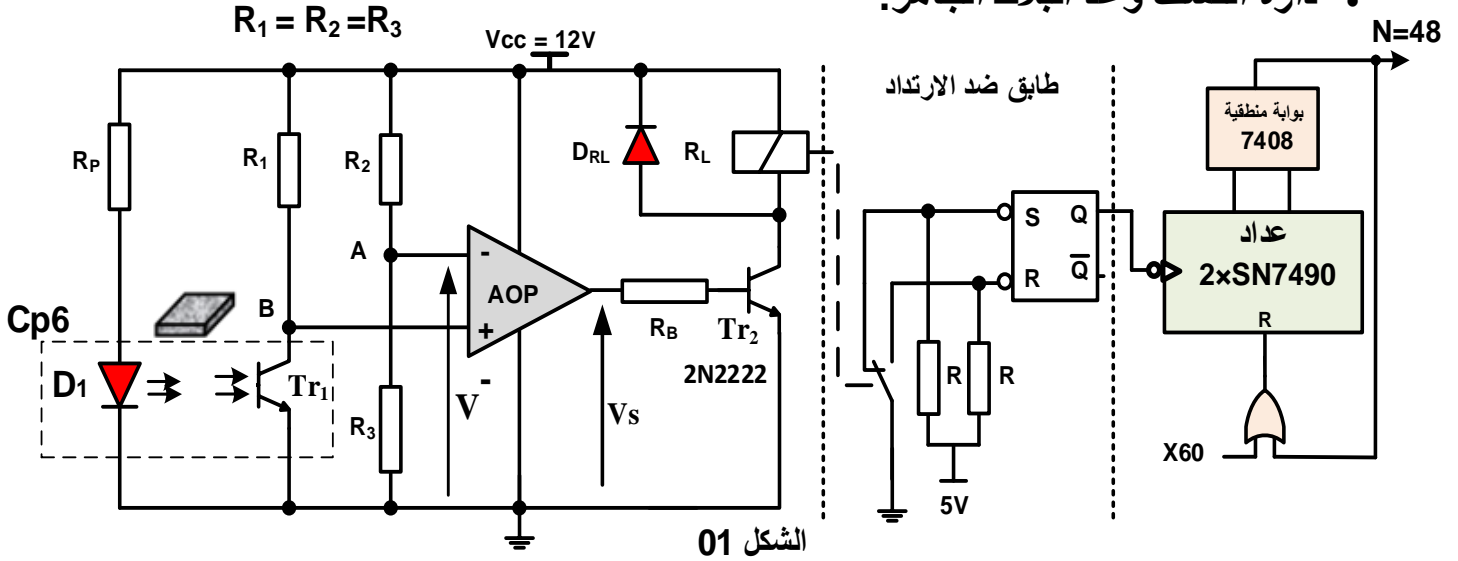 R1 = R2 =R3
Vcc = 12V
N=48
طابق ضد الارتداد
بوابة منطقية
7408
RP
R1
R2
DRL
RL
S Q
R Q̅
عداد
2×SN7490
R
A
B
-
+
AOP
RB
Tr2
2N2222
Cp6
D1
Tr1
R3
V-
Vs
R
R
5V
X60
الشكل 01